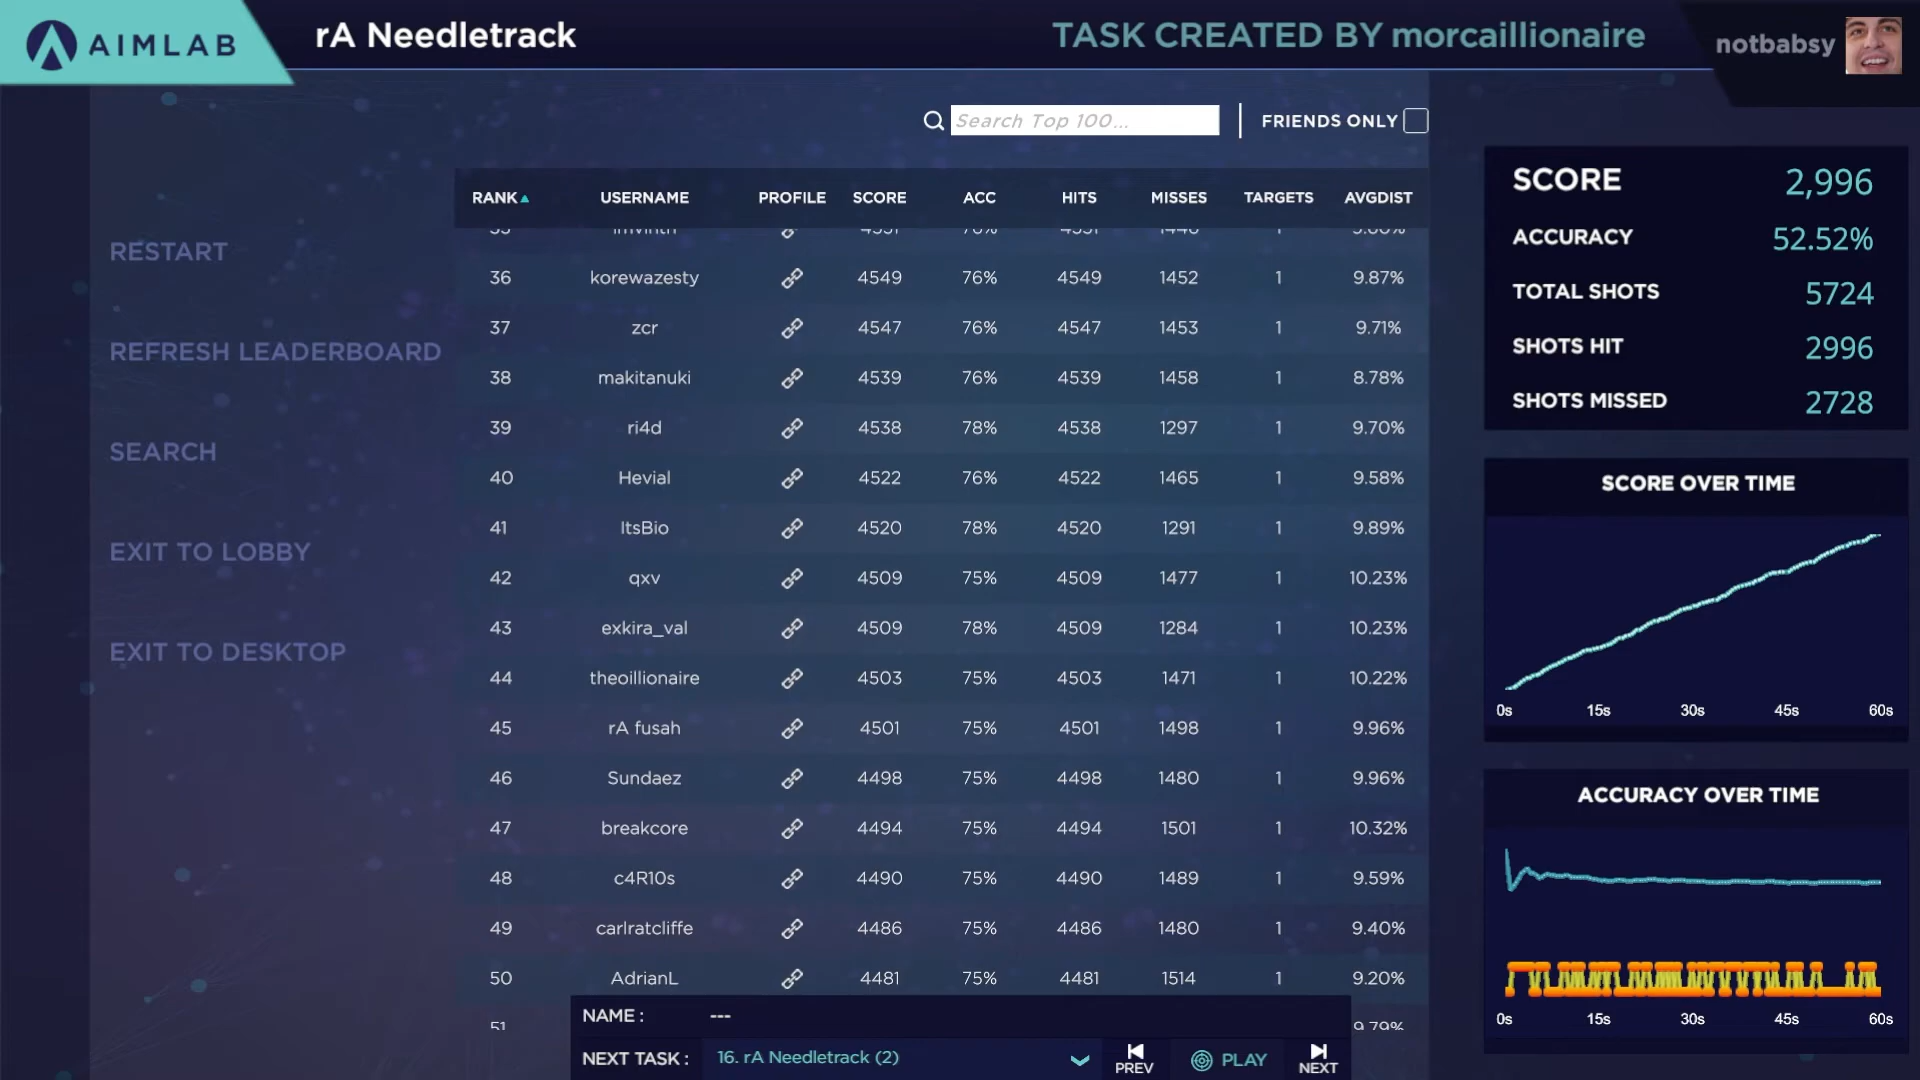 AIMLAB
rA Needletrack
TASK CREATED BY morcaillionaire
notbabsy
Search Top 100...
FRIENDS ONLY
RESTART
REFRESH LEADERBOARD
SEARCH
EXIT TO LOBBY
EXIT TO DESKTOP
RANK USERNAME PROFILE SCORE ACC HITS MISSES TARGETS AVGDIST
36 korewazesty 4549 76% 4549 1452 1 9.87%
37 zcr 4547 76% 4547 1453 1 9.71%
38 makitanuki 4539 76% 4539 1458 1 8.78%
39 ri4d 4538 78% 4538 1297 1 9.70%
40 Hevial 4522 76% 4522 1465 1 9.58%
41 ItsBio 4520 78% 4520 1291 1 9.89%
42 qxv 4509 75% 4509 1477 1 10.23%
43 exkira_val 4509 78% 4509 1284 1 10.23%
44 theoillionaire 4503 75% 4503 1471 1 10.22%
45 rA fusah 4501 75% 4501 1498 1 9.96%
46 Sundaez 4498 75% 4498 1480 1 9.96%
47 breakcore 4494 75% 4494 1501 1 10.32%
48 c4R10s 4490 75% 4490 1489 1 9.59%
49 carlratcliffe 4486 75% 4486 1480 1 9.40%
50 AdrianL 4481 75% 4481 1514 1 9.20%
51 9.79%
NAME : ---
NEXT TASK : 16. rA Needletrack (2)
PREV
PLAY
NEXT
SCORE 2,996
ACCURACY 52.52%
TOTAL SHOTS 5724
SHOTS HIT 2996
SHOTS MISSED 2728
SCORE OVER TIME
0s 15s 30s 45s 60s
ACCURACY OVER TIME
0s 15s 30s 45s 60s